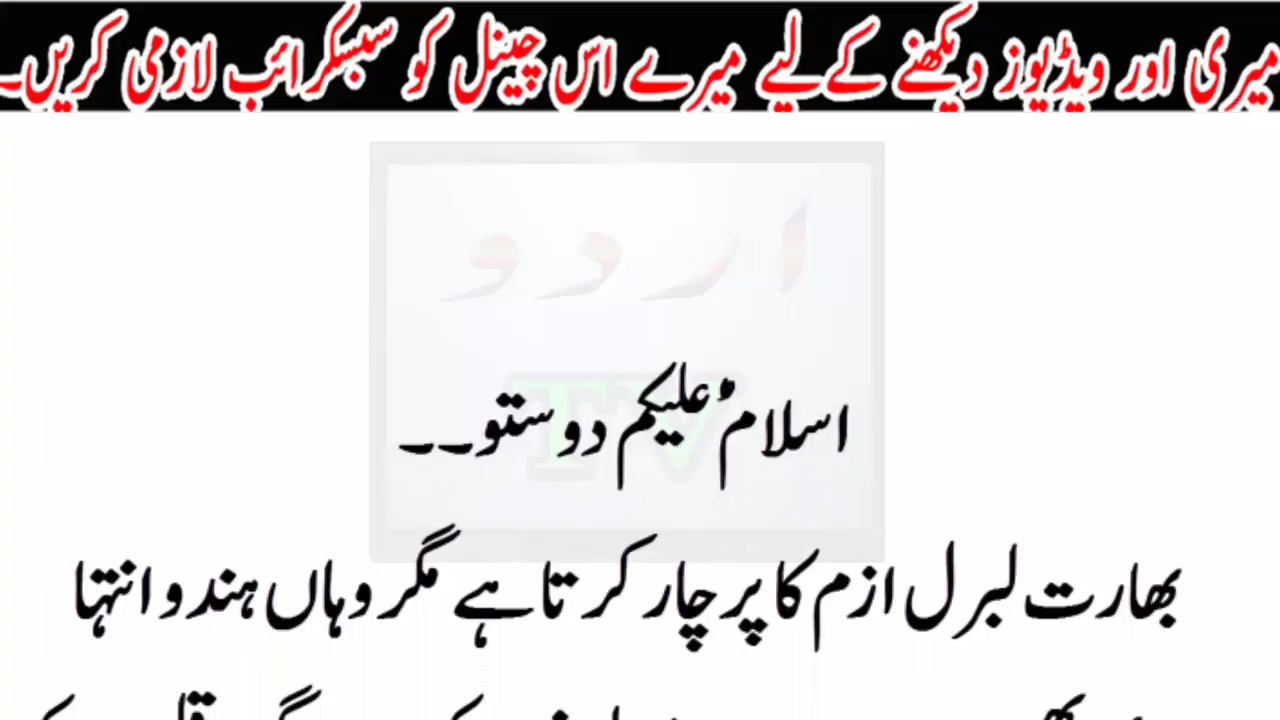 میری اور ویڈیوز دیکھنے کے لیے میرے اس چینل کو سبسکرائب لازمی کریں۔
اردو
TV
اسلام ُعلیکم دوستو۔۔
بھارت لبرل ازم کا پرچار کرتا ہے مگر وہاں ہندو انتہا